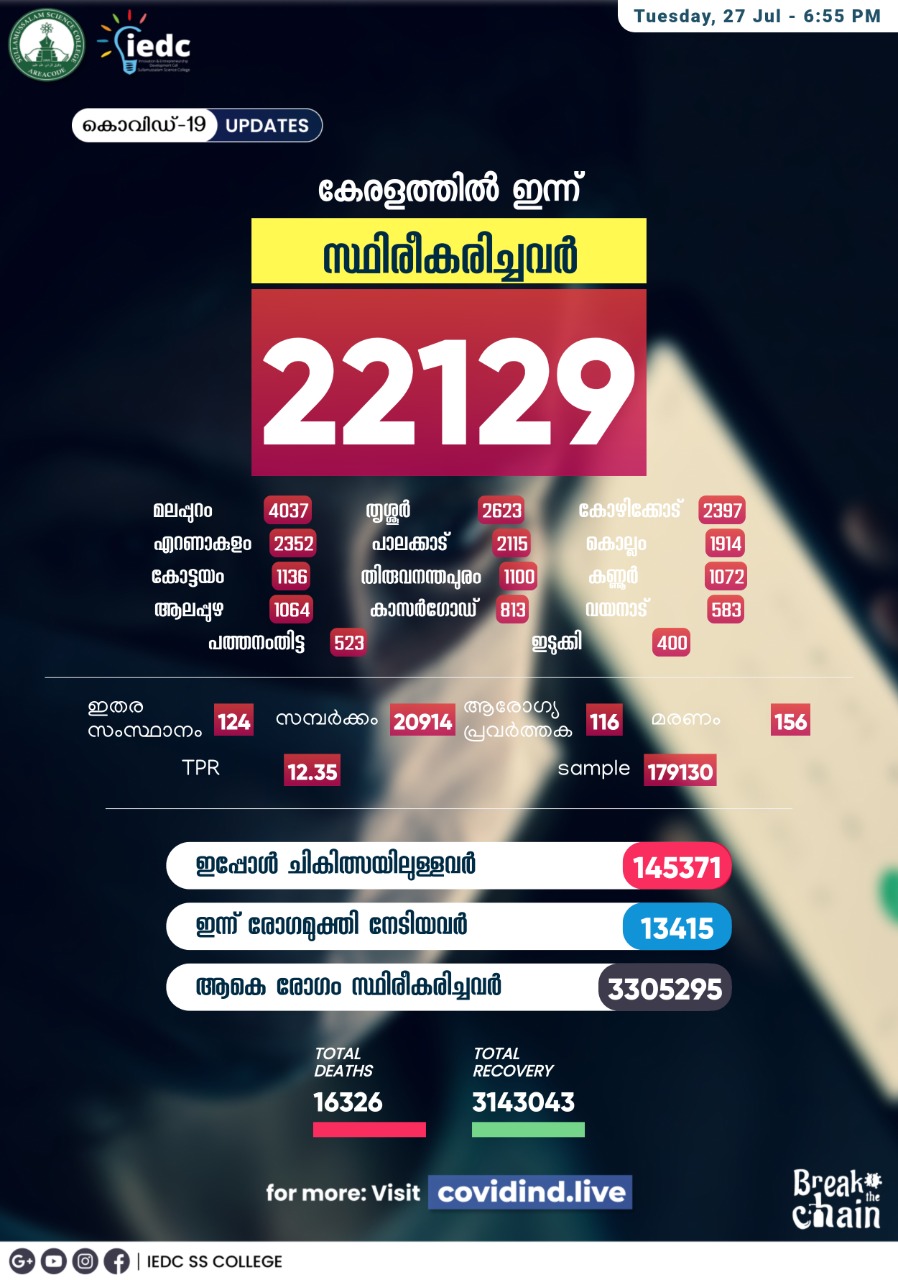 Tuesday, 27 Jul - 6:55 PM
SULLAMUSSALAM SCIENCE COLLEGE
AREACODE
iedc
കൊവിഡ്-19 UPDATES
കേരളത്തിൽ ഇന്ന്
സ്ഥിരീകരിച്ചവർ
22129
മലപ്പുറം 4037 തൃശ്ശൂർ 2623 കോഴിക്കോട് 2397
എറണാകുളം 2352 പാലക്കാട് 2115 കൊല്ലം 1914
കോട്ടയം 1136 തിരുവനന്തപുരം 1100 കണ്ണൂർ 1072
ആലപ്പുഴ 1064 കാസർഗോഡ് 813 വയനാട് 583
പത്തനംതിട്ട 523 ഇടുക്കി 400
ഇതര സംസ്ഥാനം 124 സമ്പർക്കം 20914 ആരോഗ്യ പ്രവർത്തക 116 മരണം 156
TPR 12.35 sample 179130
ഇപ്പോൾ ചികിത്സയിലുള്ളവർ 145371
ഇന്ന് രോഗമുക്തി നേടിയവർ 13415
ആകെ രോഗം സ്ഥിരീകരിച്ചവർ 3305295
TOTAL DEATHS
16326
TOTAL RECOVERY
3143043
for more: Visit covidind.live
Break the chain
G+ f | IEDC SS COLLEGE